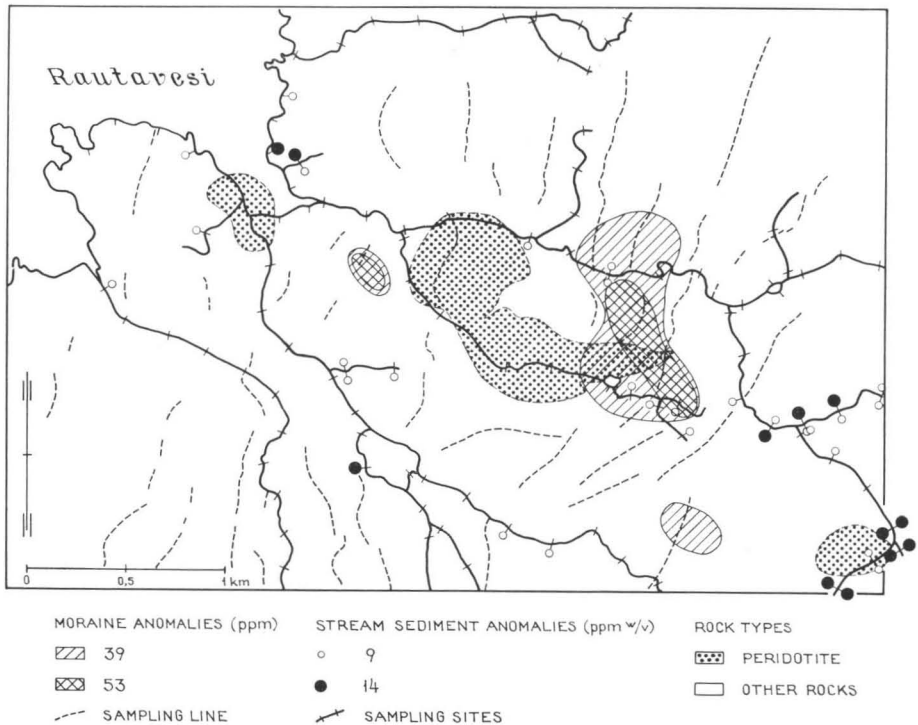 Rautavesi
0 0,5 1 km
MORAINE ANOMALIES (ppm)
39
53
SAMPLING LINE
STREAM SEDIMENT ANOMALIES (ppm w/v)
9
14
SAMPLING SITES
ROCK TYPES
PERIDOTITE
OTHER ROCKS